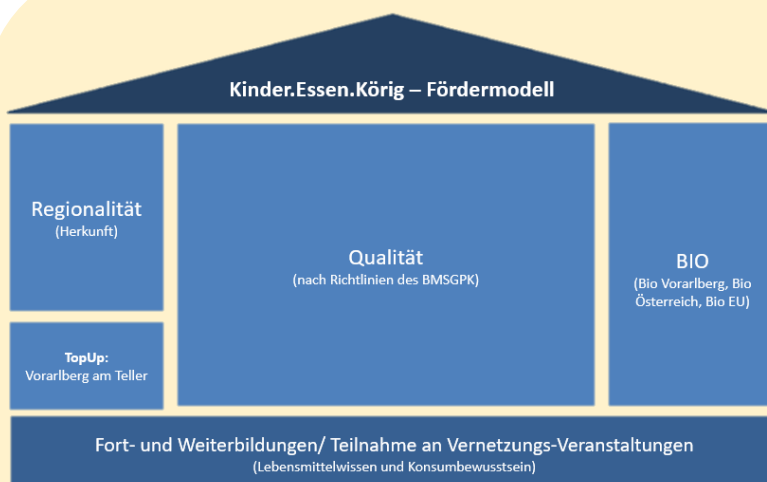 Kinder.Essen.Körig – Fördermodell
Regionalität
(Herkunft)
TopUp:
Vorarlberg am Teller
Qualität
(nach Richtlinien des BMSGPK)
BIO
(Bio Vorarlberg, Bio
Österreich, Bio EU)
Fort- und Weiterbildungen/ Teilnahme an Vernetzungs-Veranstaltungen
(Lebensmittelwissen und Konsumbewusstsein)